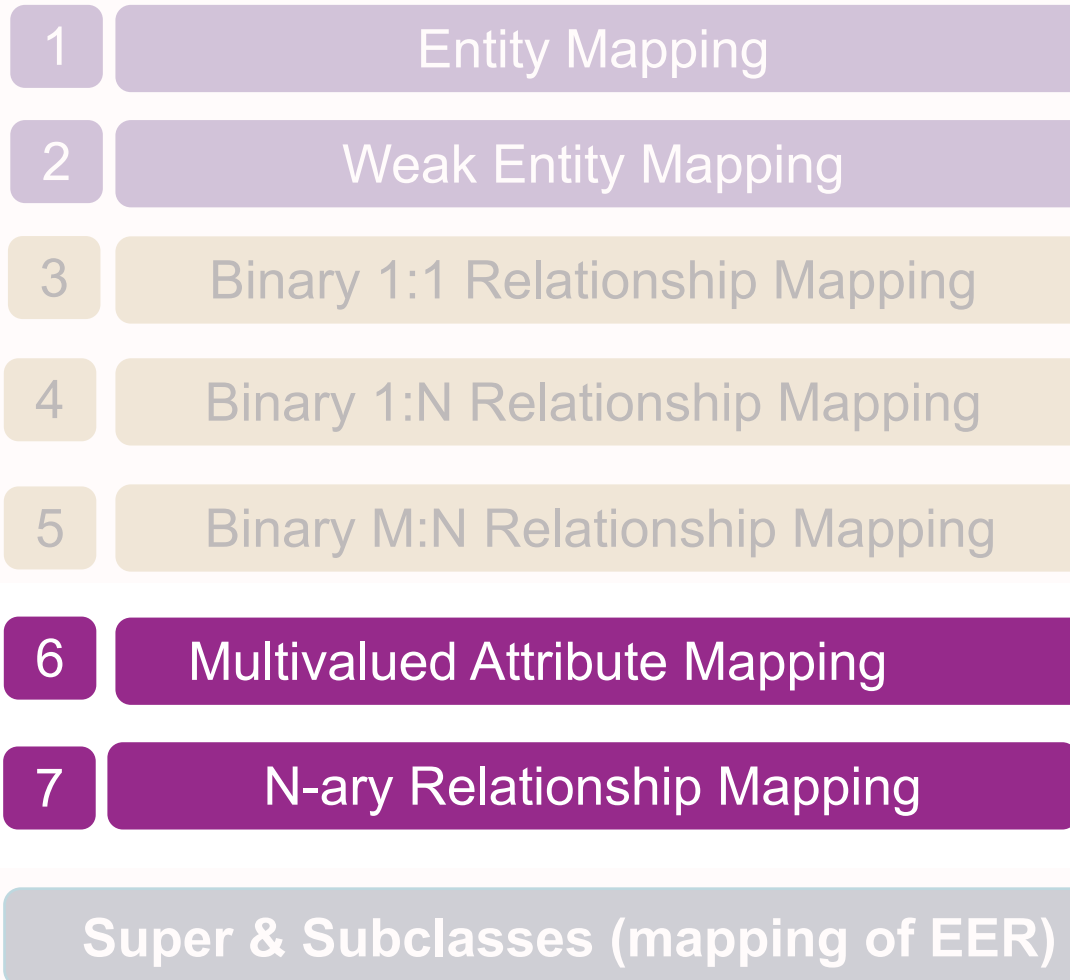 1 Entity Mapping
2 Weak Entity Mapping
3 Binary 1:1 Relationship Mapping
4 Binary 1:N Relationship Mapping
5 Binary M:N Relationship Mapping
6 Multivalued Attribute Mapping
7 N-ary Relationship Mapping
Super & Subclasses (mapping of EER)